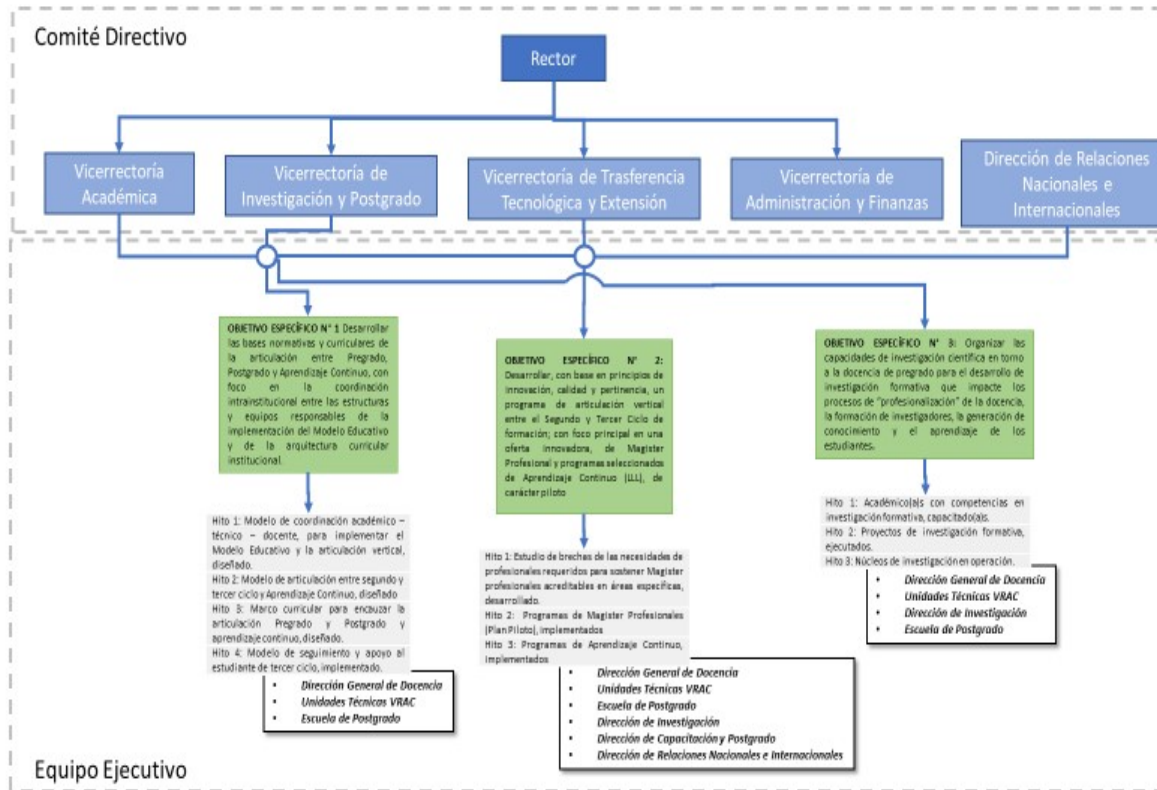 Comité Directivo
Rector
Vicerrectoría
Académica
Vicerrectoría de
Investigación y Postgrado
Vicerrectoría de Trasferencia
Tecnológica y Extensión
Vicerrectoría de
Administración y Finanzas
Dirección de Relaciones
Nacionales e
Internacionales
OBJETIVO ESPECÍFICO N° 1 Desarrollar
las bases normativas y curriculares de
la articulación entre Pregrado,
Postgrado y Aprendizaje Continuo, con
foco en la coordinación
intrainstitucional entre las estructuras
y equipos responsables de la
implementación del Modelo Educativo
y de la arquitectura curricular
institucional.
Hito 1: Modelo de coordinación académico –
técnico – docente, para implementar el
Modelo Educativo y la articulación vertical,
diseñado.
Hito 2: Modelo de articulación entre segundo y
tercer ciclo y Aprendizaje Continuo, diseñado
Hito 3: Marco curricular para encauzar la
articulación Pregrado y Postgrado y
aprendizaje continuo, diseñado.
Hito 4: Modelo de seguimiento y apoyo al
estudiante de tercer ciclo, implementado.
• Dirección General de Docencia
• Unidades Técnicas VRAC
• Escuela de Postgrado
OBJETIVO ESPECÍFICO N° 2:
Desarrollar, con base en principios de
innovación, calidad y pertinencia, un
programa de articulación vertical
entre el Segundo y Tercer Ciclo de
formación; con foco principal en una
oferta innovadora, de Magister
Profesional y programas seleccionados
de Aprendizaje Continuo (LLL), de
carácter piloto
Hito 1: Estudio de brechas de las necesidades de
profesionales requeridos para sostener Magister
profesionales acreditables en áreas específicas,
desarrollado.
Hito 2: Programas de Magister Profesionales
(Plan Piloto), implementados
Hito 3: Programas de Aprendizaje Continuo,
implementados
• Dirección General de Docencia
• Unidades Técnicas VRAC
• Escuela de Postgrado
• Dirección de Investigación
• Dirección de Capacitación y Postgrado
• Dirección de Relaciones Nacionales e Internacionales
OBJETIVO ESPECÍFICO N° 3: Organizar las
capacidades de investigación científica en torno
a la docencia de pregrado para el desarrollo de
investigación formativa que impacte los
procesos de “profesionalización” de la docencia,
la formación de investigadores, la generación de
conocimiento y el aprendizaje de los
estudiantes.
Hito 1: Académico(a)s con competencias en
investigación formativa, capacitado(a)s.
Hito 2: Proyectos de investigación formativa,
ejecutados.
Hito 3: Núcleos de investigación en operación.
• Dirección General de Docencia
• Unidades Técnicas VRAC
• Dirección de Investigación
• Escuela de Postgrado
Equipo Ejecutivo